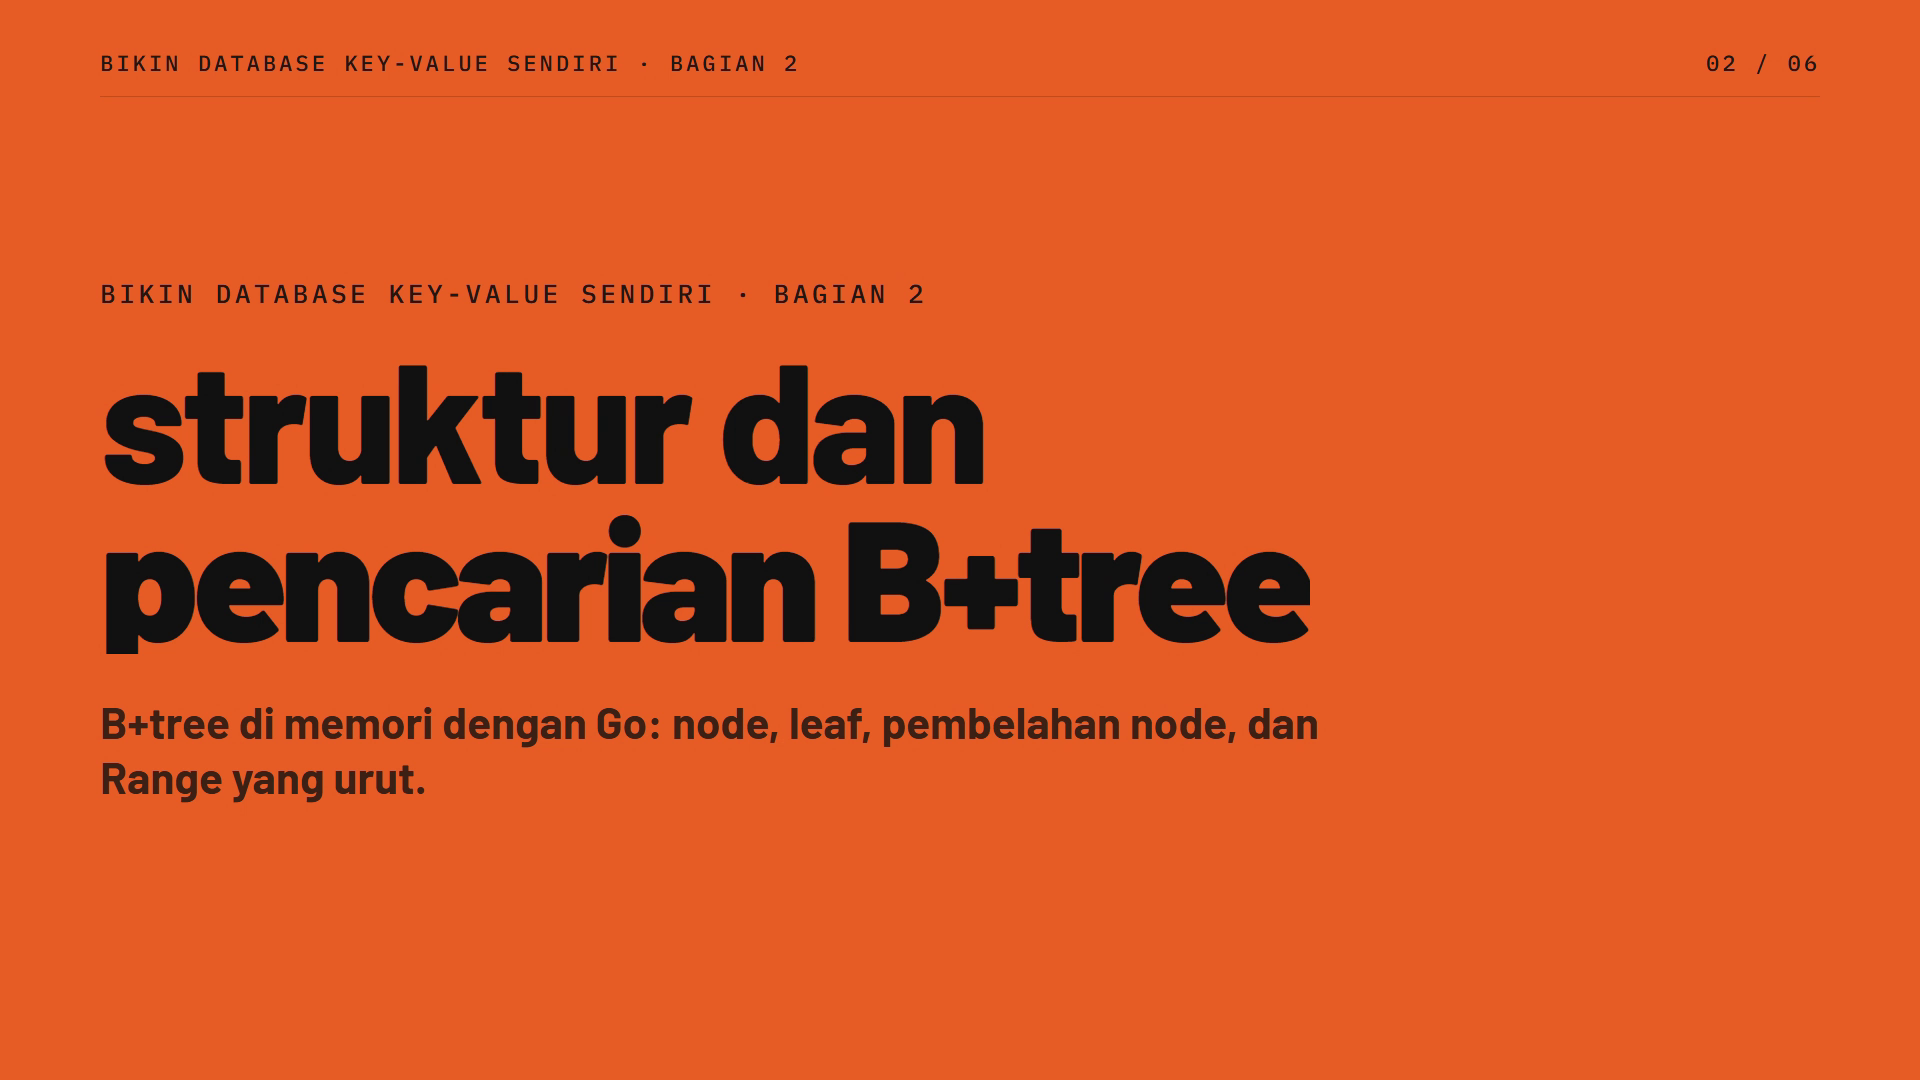 BIKIN DATABASE KEY-VALUE SENDIRI · BAGIAN 2
02 / 06
BIKIN DATABASE KEY-VALUE SENDIRI · BAGIAN 2
struktur dan
pencarian B+tree
B+tree di memori dengan Go: node, leaf, pembelahan node, dan
Range yang urut.